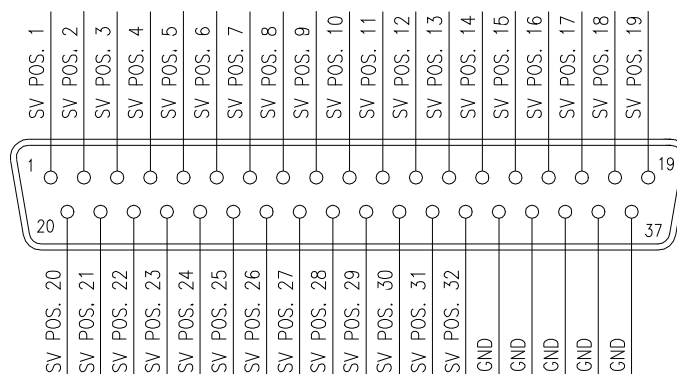 SV POS. 1
SV POS. 2
SV POS. 3
SV POS. 4
SV POS. 5
SV POS. 6
SV POS. 7
SV POS. 8
SV POS. 9
SV POS. 10
SV POS. 11
SV POS. 12
SV POS. 13
SV POS. 14
SV POS. 15
SV POS. 16
SV POS. 17
SV POS. 18
SV POS. 19
1
19
20
37
SV POS. 20
SV POS. 21
SV POS. 22
SV POS. 23
SV POS. 24
SV POS. 25
SV POS. 26
SV POS. 27
SV POS. 28
SV POS. 29
SV POS. 30
SV POS. 31
SV POS. 32
GND
GND
GND
GND
GND